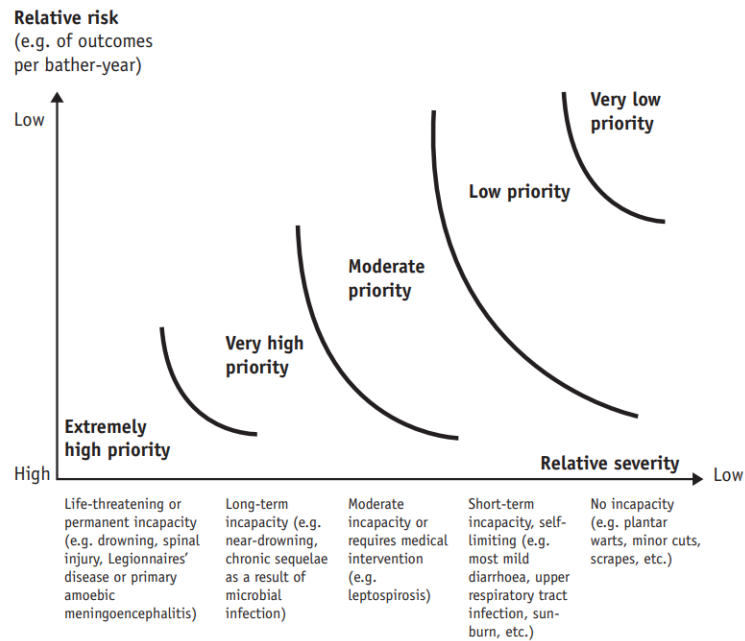 Relative risk
(e.g. of outcomes
per bather-year)
Low
Very low
priority
Low priority
Moderate
priority
Very high
priority
Extremely
high priority
High
Relative severity
Low
Life-threatening or
permanent incapacity
(e.g. drowning, spinal
injury, Legionnaires'
disease or primary
amoebic
meningoencephalitis)
Long-term
incapacity (e.g.
near-drowning,
chronic sequelae
as a result of
microbial
infection)
Moderate
incapacity or
requires medical
intervention
(e.g.
leptospirosis)
Short-term
incapacity, self-
limiting (e.g.
most mild
diarrhoea, upper
respiratory tract
infection, sun-
burn, etc.)
No incapacity
(e.g. plantar
warts, minor cuts,
scrapes, etc.)